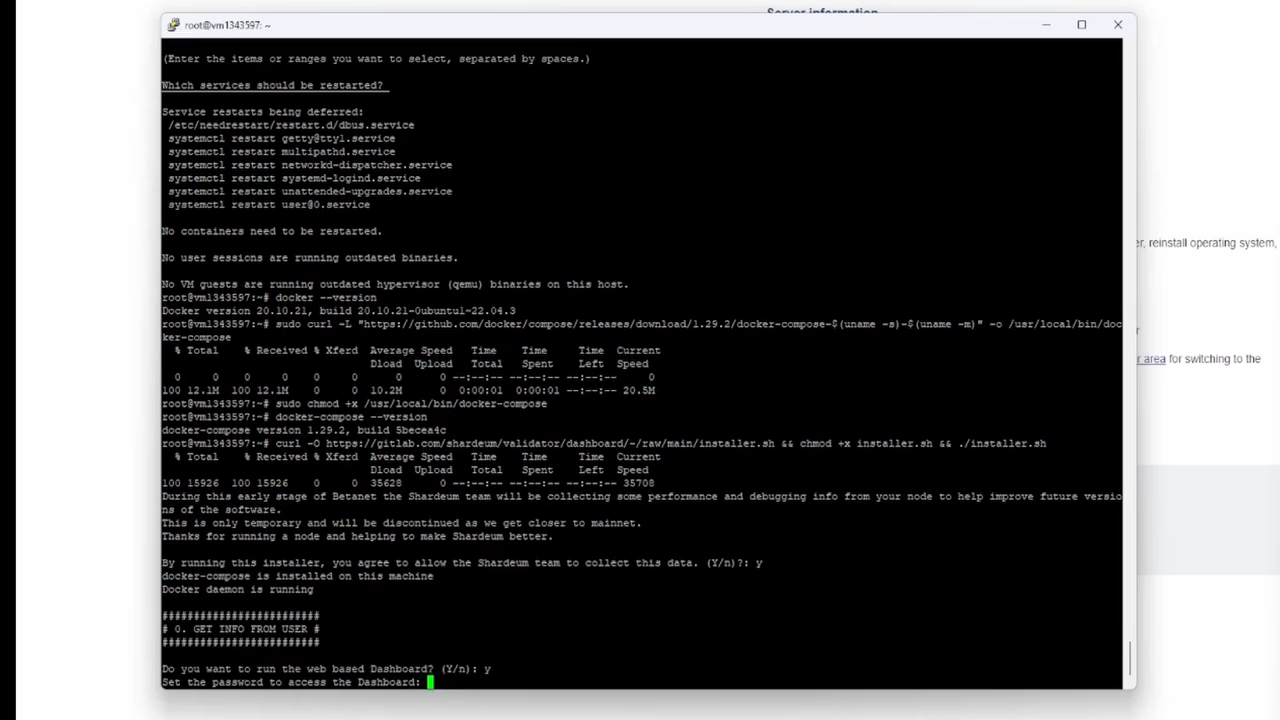 Server information
root@vm1343597: ~
(Enter the items or ranges you want to select, separated by spaces.)
Which services should be restarted?
Service restarts being deferred:
/etc/needrestart/restart.d/dbus.service
systemctl restart getty@tty1.service
systemctl restart multipathd.service
systemctl restart networkd-dispatcher.service
systemctl restart systemd-logind.service
systemctl restart unattended-upgrades.service
systemctl restart user@0.service
No containers need to be restarted.
No user sessions are running outdated binaries.
No VM guests are running outdated hypervisor (qemu) binaries on this host.
root@vm1343597:~# docker --version
Docker version 20.10.21, build 20.10.21-0ubuntu1~22.04.3
root@vm1343597:~# sudo curl -L "https://github.com/docker/compose/releases/download/1.29.2/docker-compose-$(uname -s)-$(uname -m)" -o /usr/local/bin/doc
ker-compose
% Total % Received % Xferd Average Speed Time Time Time Current
Dload Upload Total Spent Left Speed
0 0 0 0 0 0 0 0 --:--:-- --:--:-- --:--:-- 0
100 12.1M 100 12.1M 0 0 10.2M 0 0:00:01 0:00:01 --:--:-- 20.5M
root@vm1343597:~# sudo chmod +x /usr/local/bin/docker-compose
root@vm1343597:~# docker-compose --version
docker-compose version 1.29.2, build 5becea4c
root@vm1343597:~# curl -O https://gitlab.com/shardeum/validator/dashboard/-/raw/main/installer.sh && chmod +x installer.sh && ./installer.sh
% Total % Received % Xferd Average Speed Time Time Time Current
Dload Upload Total Spent Left Speed
100 15926 100 15926 0 0 35628 0 --:--:-- --:--:-- --:--:-- 35708
During this early stage of Betanet the Shardeum team will be collecting some performance and debugging info from your node to help improve future versio
ns of the software.
This is only temporary and will be discontinued as we get closer to mainnet.
Thanks for running a node and helping to make Shardeum better.
By running this installer, you agree to allow the Shardeum team to collect this data. (Y/n)?: y
docker-compose is installed on this machine
Docker daemon is running
#########################
# 0. GET INFO FROM USER #
#########################
Do you want to run the web based Dashboard? (Y/n): y
Set the password to access the Dashboard:
er, reinstall operating system,
r
r area for switching to the